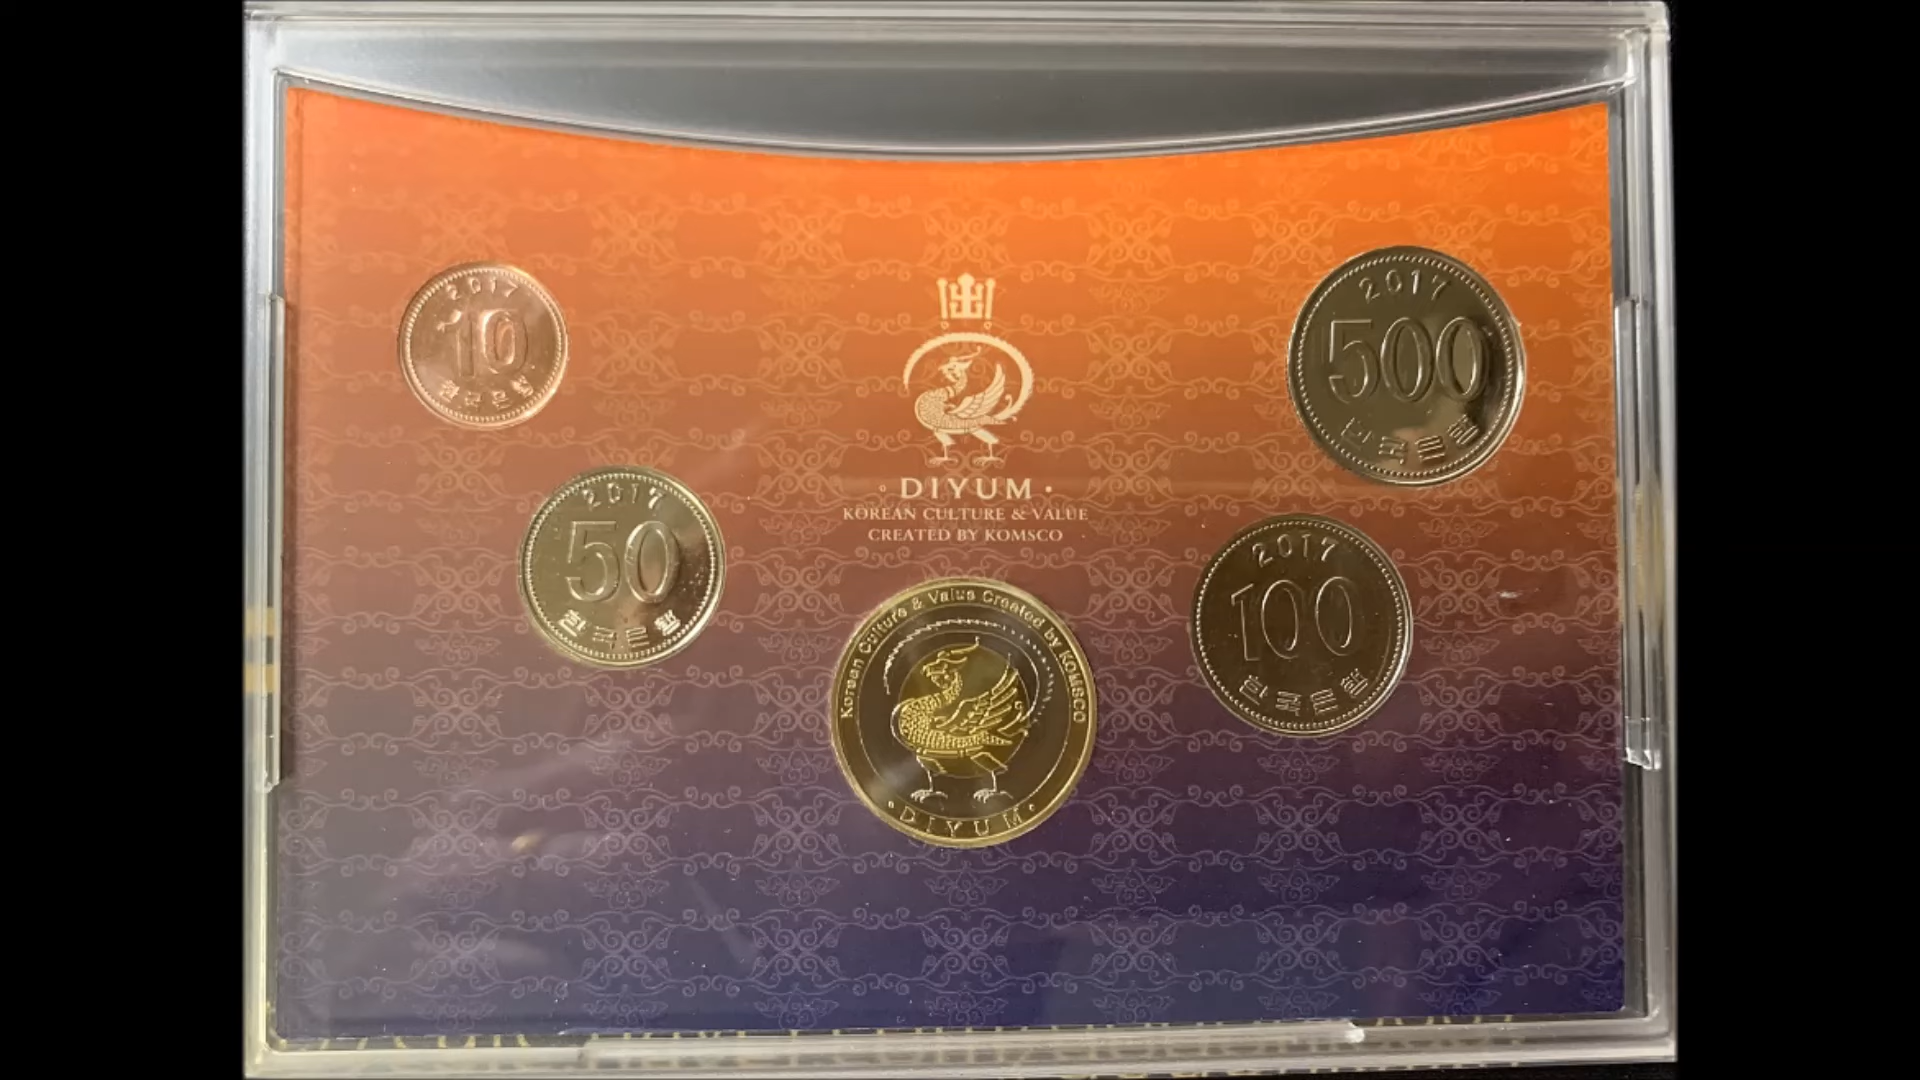 2017
10
한국은행
2017
50
한국은행
DIYUM
KOREAN CULTURE & VALUE
CREATED BY KOMSCO
Korean Culture & Value Created by KOMSCO
DIYUM
2017
500
한국은행
2017
100
한국은행